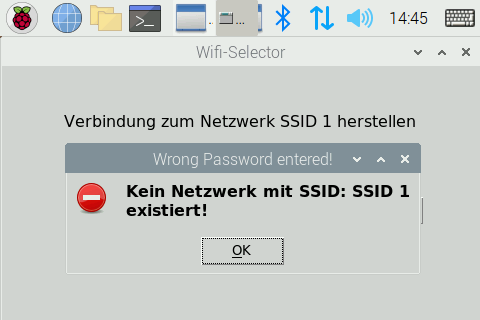 14:45
Wifi-Selector
Verbindung zum Netzwerk SSID 1 herstellen
Wrong Password entered!
Kein Netzwerk mit SSID: SSID 1
existiert!
OK